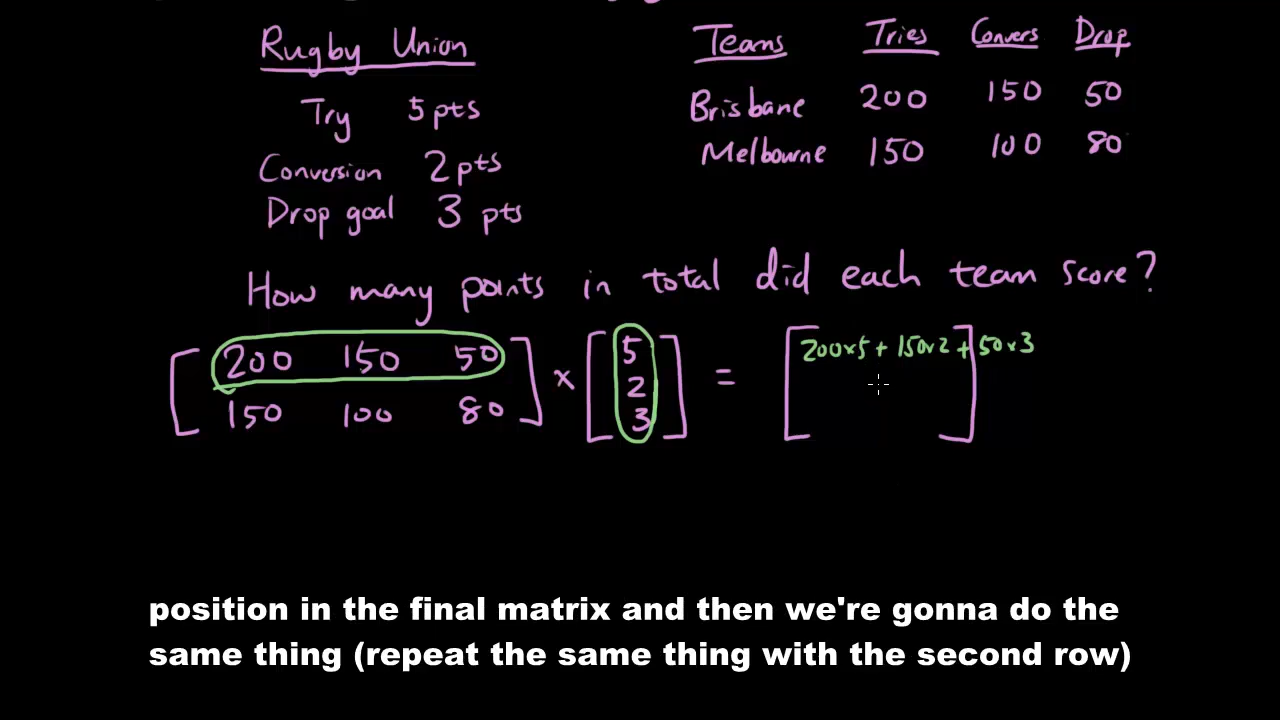 Rugby Union
Try 5 pts
Conversion 2 pts
Drop goal 3 pts
Teams Tries Convers Drop
Brisbane 200 150 50
Melbourne 150 100 80
How many points in total did each team score?
[200 150 50] × [5] = [200×5 + 150×2 + 50×3]
[150 100 80] [2]
[3]
position in the final matrix and then we're gonna do the
same thing (repeat the same thing with the second row)